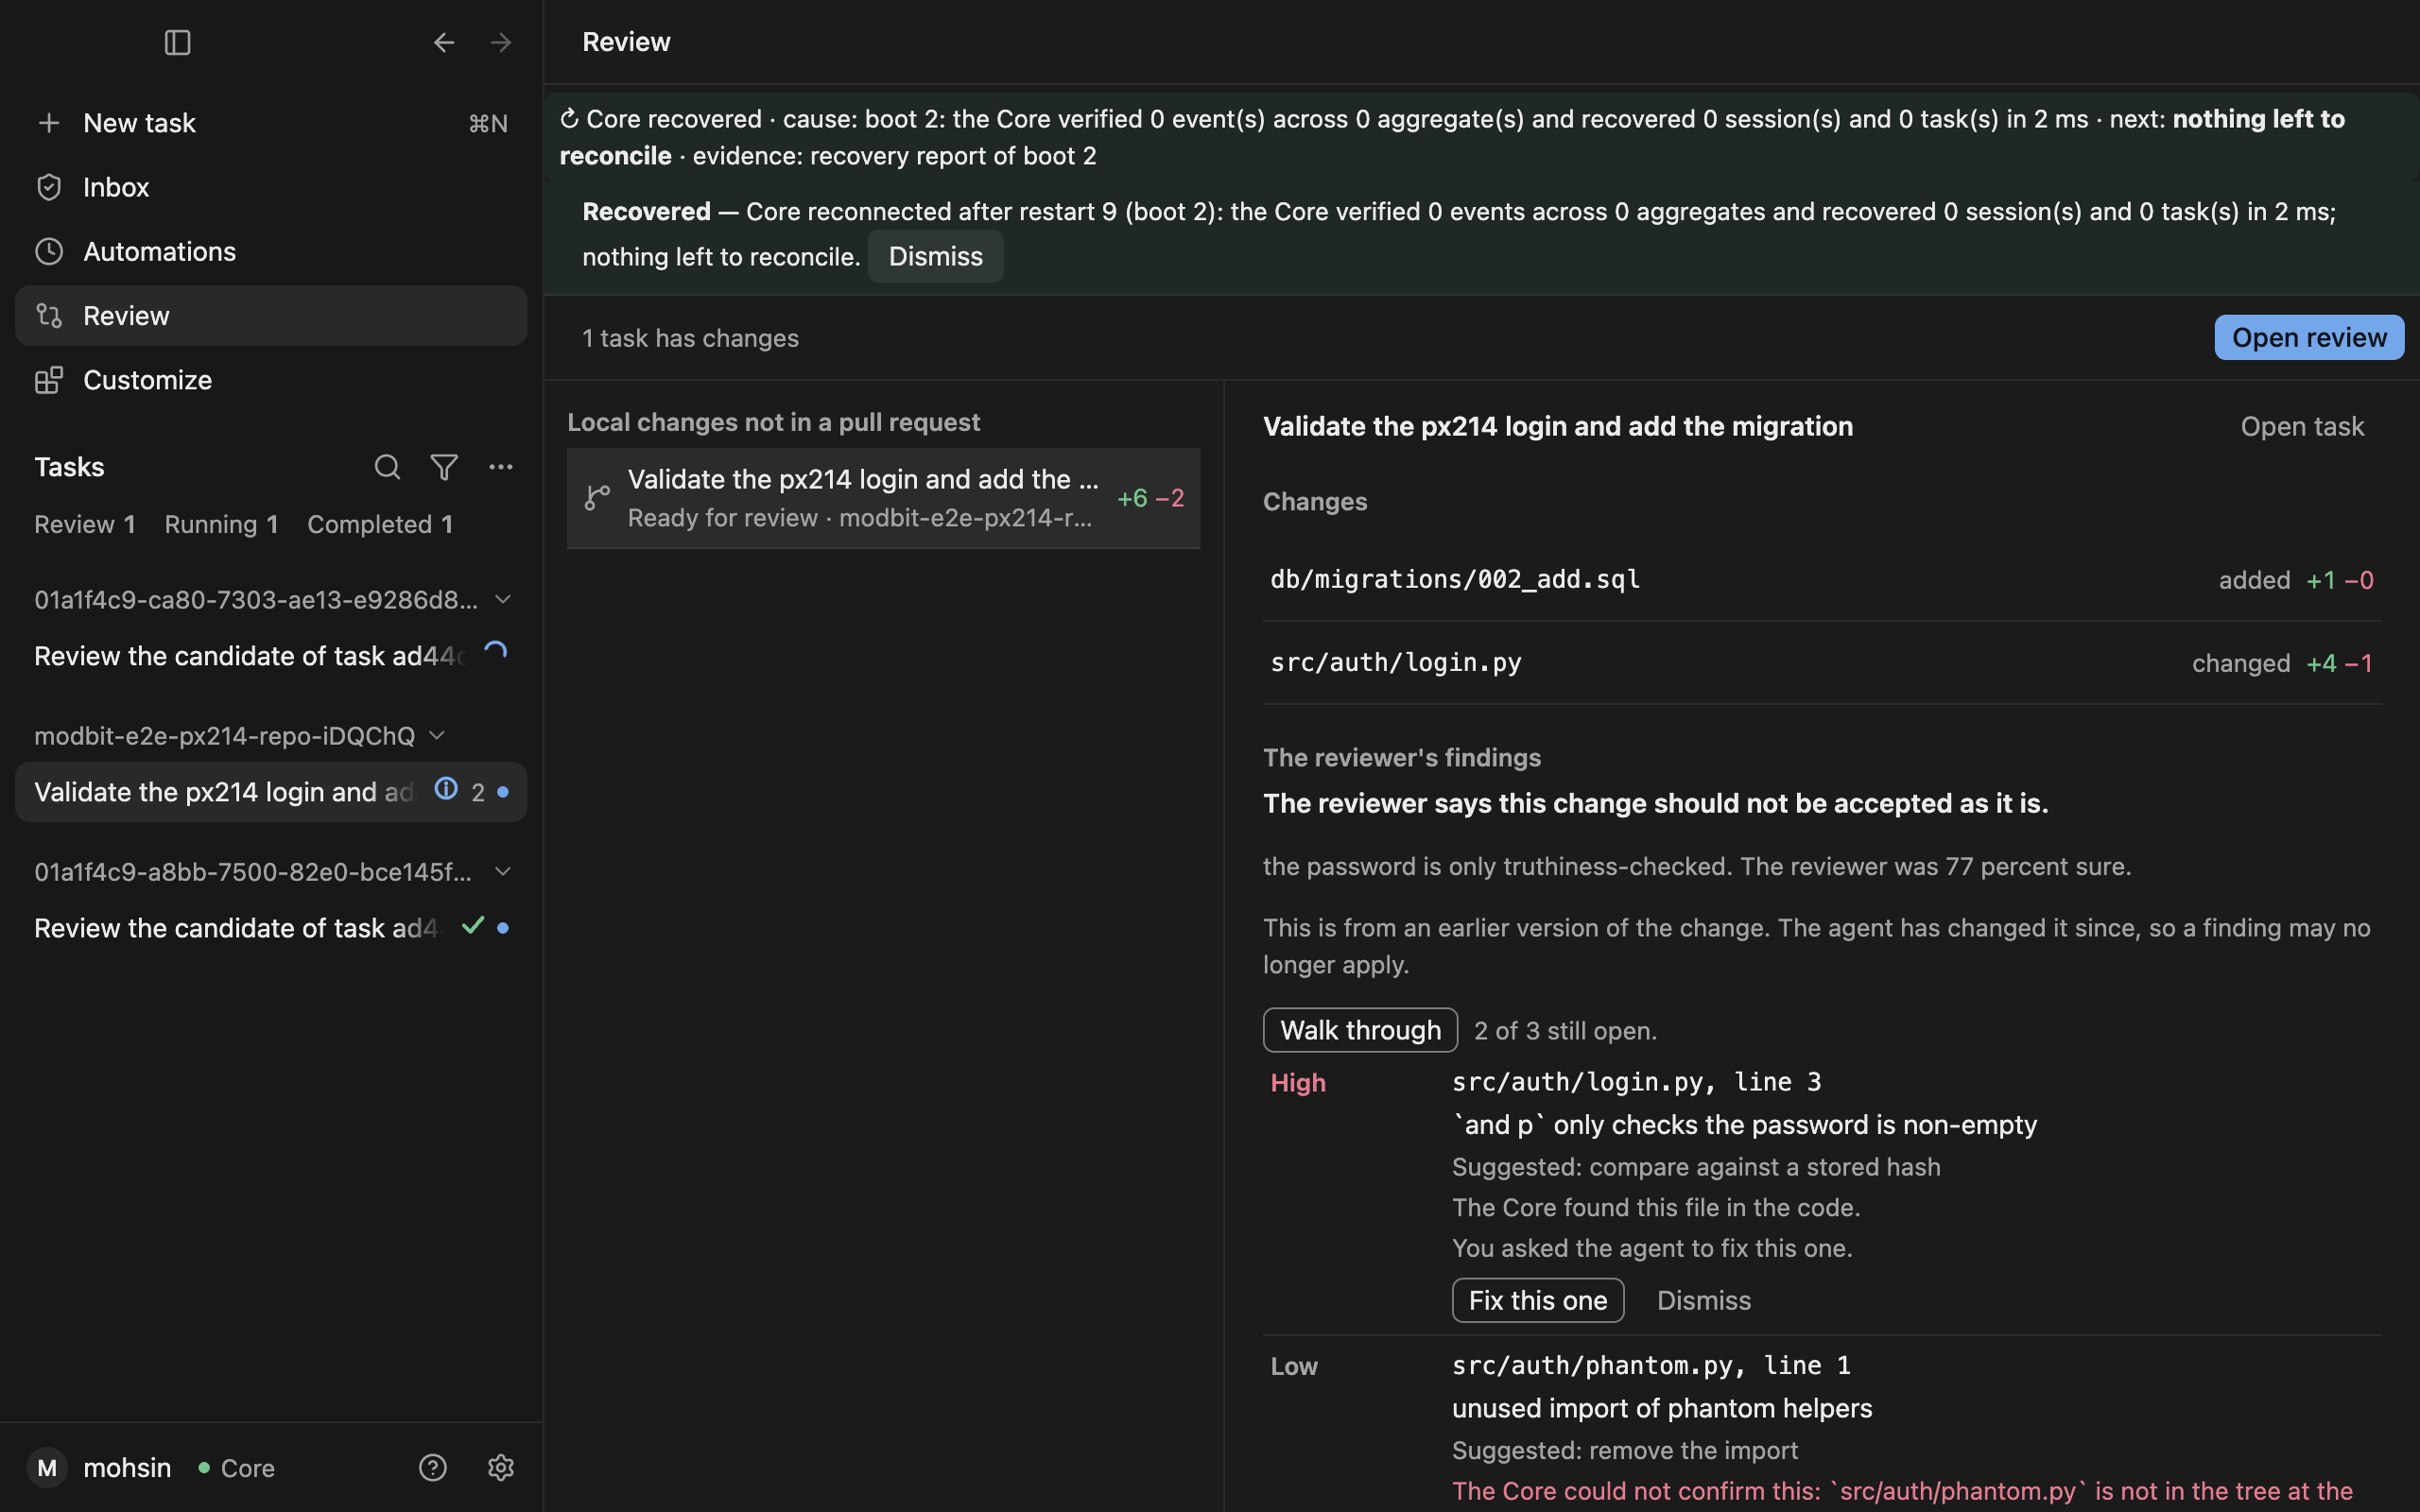 New task ⌘N
Inbox
Automations
Review
Customize
Tasks
Review 1 Running 1 Completed 1
01a1f4c9-ca80-7303-ae13-e9286d8...
Review the candidate of task ad44
modbit-e2e-px214-repo-iDQChQ
Validate the px214 login and ad 2
01a1f4c9-a8bb-7500-82e0-bce145f...
Review the candidate of task ad4
M mohsin Core
Review
Core recovered · cause: boot 2: the Core verified 0 event(s) across 0 aggregate(s) and recovered 0 session(s) and 0 task(s) in 2 ms · next: nothing left to
reconcile · evidence: recovery report of boot 2
Recovered — Core reconnected after restart 9 (boot 2): the Core verified 0 events across 0 aggregates and recovered 0 session(s) and 0 task(s) in 2 ms;
nothing left to reconcile. Dismiss
1 task has changes Open review
Local changes not in a pull request
Validate the px214 login and add the ...
+6 −2
Ready for review · modbit-e2e-px214-r...
Validate the px214 login and add the migration Open task
Changes
db/migrations/002_add.sql added +1 −0
src/auth/login.py changed +4 −1
The reviewer's findings
The reviewer says this change should not be accepted as it is.
the password is only truthiness-checked. The reviewer was 77 percent sure.
This is from an earlier version of the change. The agent has changed it since, so a finding may no
longer apply.
Walk through 2 of 3 still open.
High src/auth/login.py, line 3
`and p` only checks the password is non-empty
Suggested: compare against a stored hash
The Core found this file in the code.
You asked the agent to fix this one.
Fix this one Dismiss
Low src/auth/phantom.py, line 1
unused import of phantom helpers
Suggested: remove the import
The Core could not confirm this: `src/auth/phantom.py` is not in the tree at the